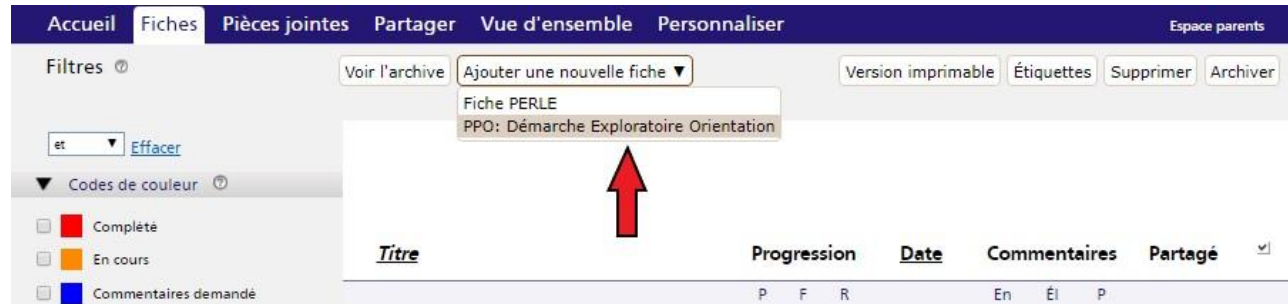 Accueil Fiches Pièces jointes Partager Vue d'ensemble Personnaliser Espace parents
Filtres Voir l'archive Ajouter une nouvelle fiche ▼ Version imprimable Étiquettes Supprimer Archiver
Fiche PERLE
PPO: Démarche Exploratoire Orientation
et ▼ Effacer
▼ Codes de couleur
Complété
En cours
Commentaires demandé
Titre Progression Date Commentaires Partagé
P F R En Él P